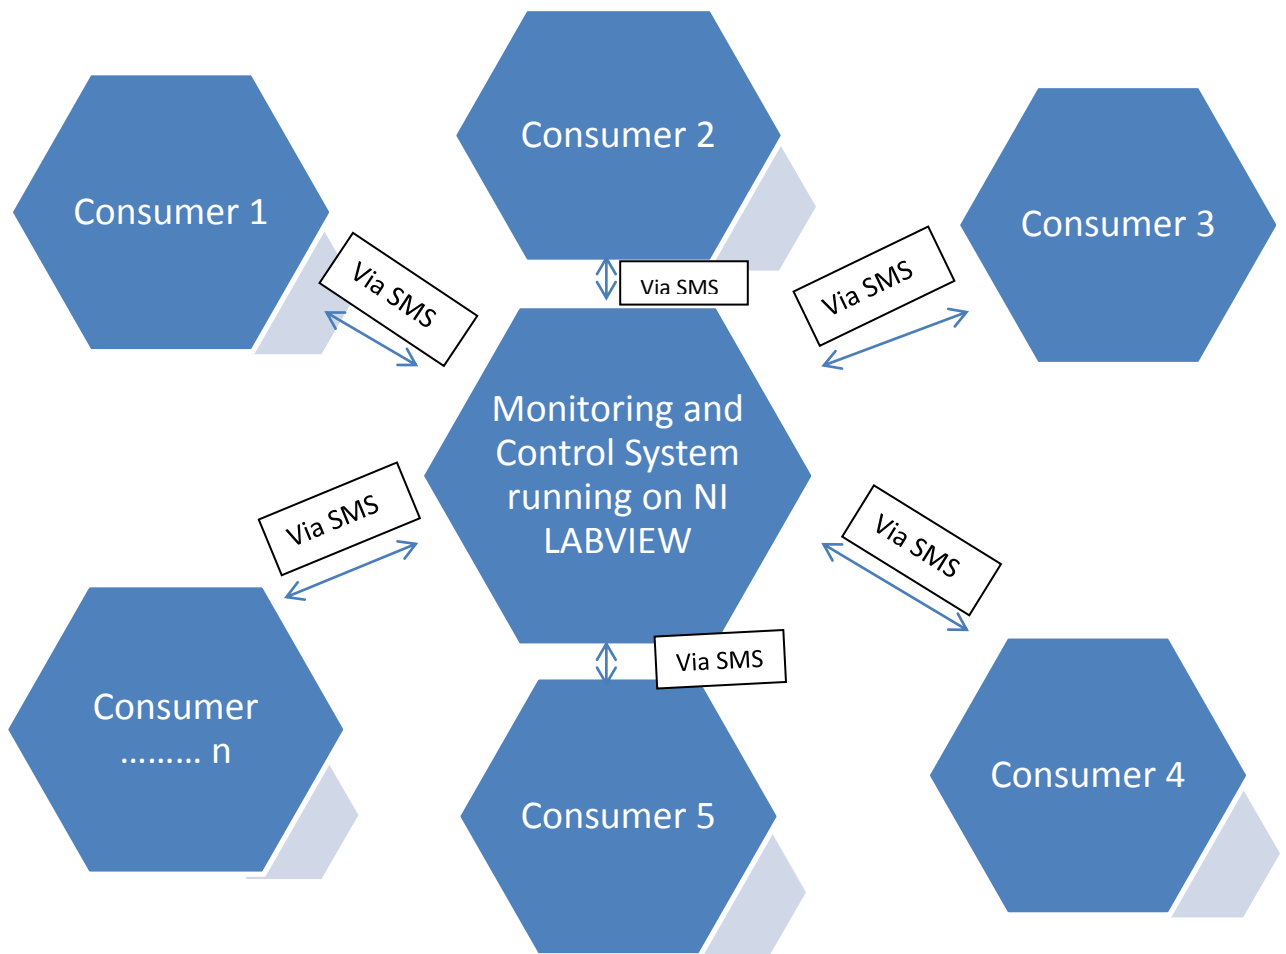 Consumer 2
Consumer 1
Consumer 3
Via SMS
Via SMS
Via SMS
Monitoring and
Control System
running on NI
LABVIEW
Via SMS
Via SMS
Via SMS
Consumer
......... n
Consumer 5
Consumer 4